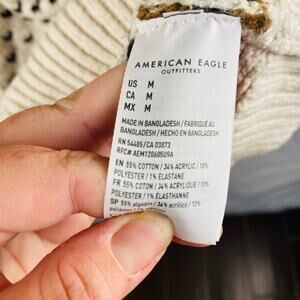 AMERICAN EAGLE
OUTFITTERS
US M
CA M
MX M
MADE IN BANGLADESH / FABRIQUÉ AU
BANGLADESH / HECHO EN BANGLADESH
RN 54485/CA 03873
RFC# AEM120605U9A
EN 55% COTTON / 34% ACRYLIC / 10%
POLYESTER / 1% ELASTANE
FR 55% COTON / 34% ACRYLIQUE / 10%
POLYESTER / 1% ÉLASTHANNE
SP 55% algodón / 34% acrílico / 10%
poliéster /